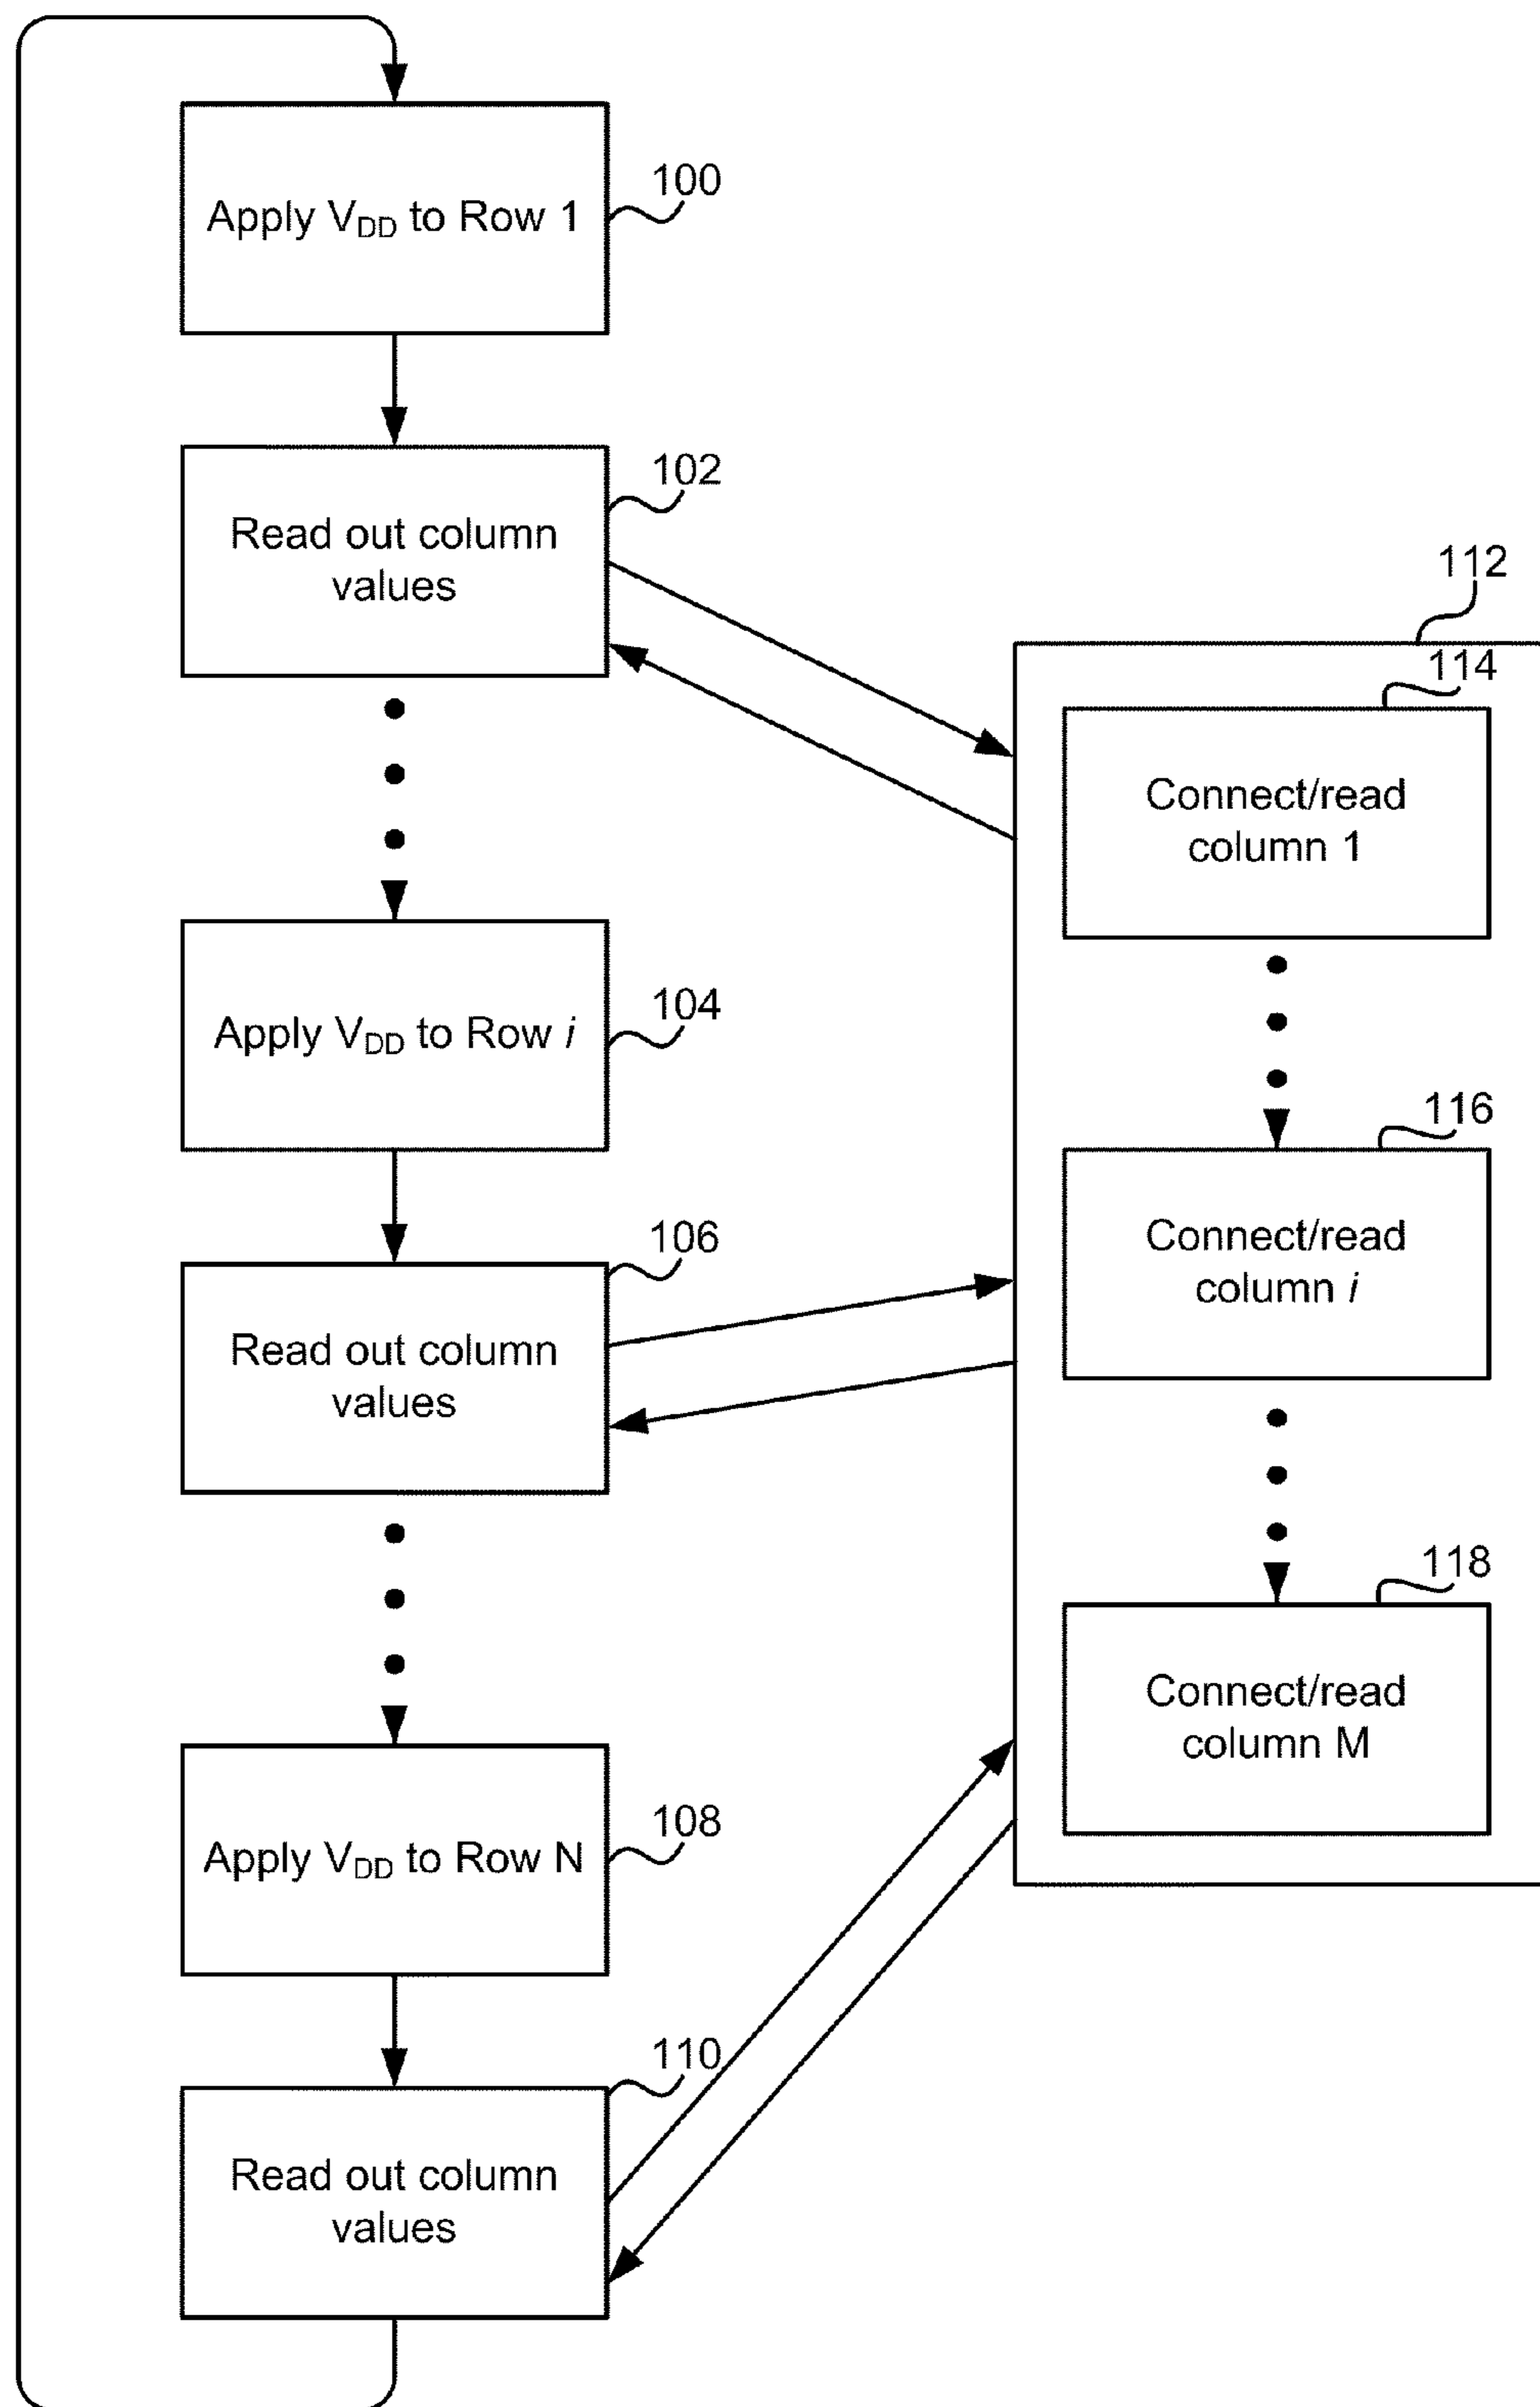 Apply VDD to Row 1
100
Read out column
values
102
112
114
Connect/read
column 1
Apply VDD to Row i
104
116
Connect/read
column i
Read out column
values
106
118
Connect/read
column M
Apply VDD to Row N
108
Read out column
values
110